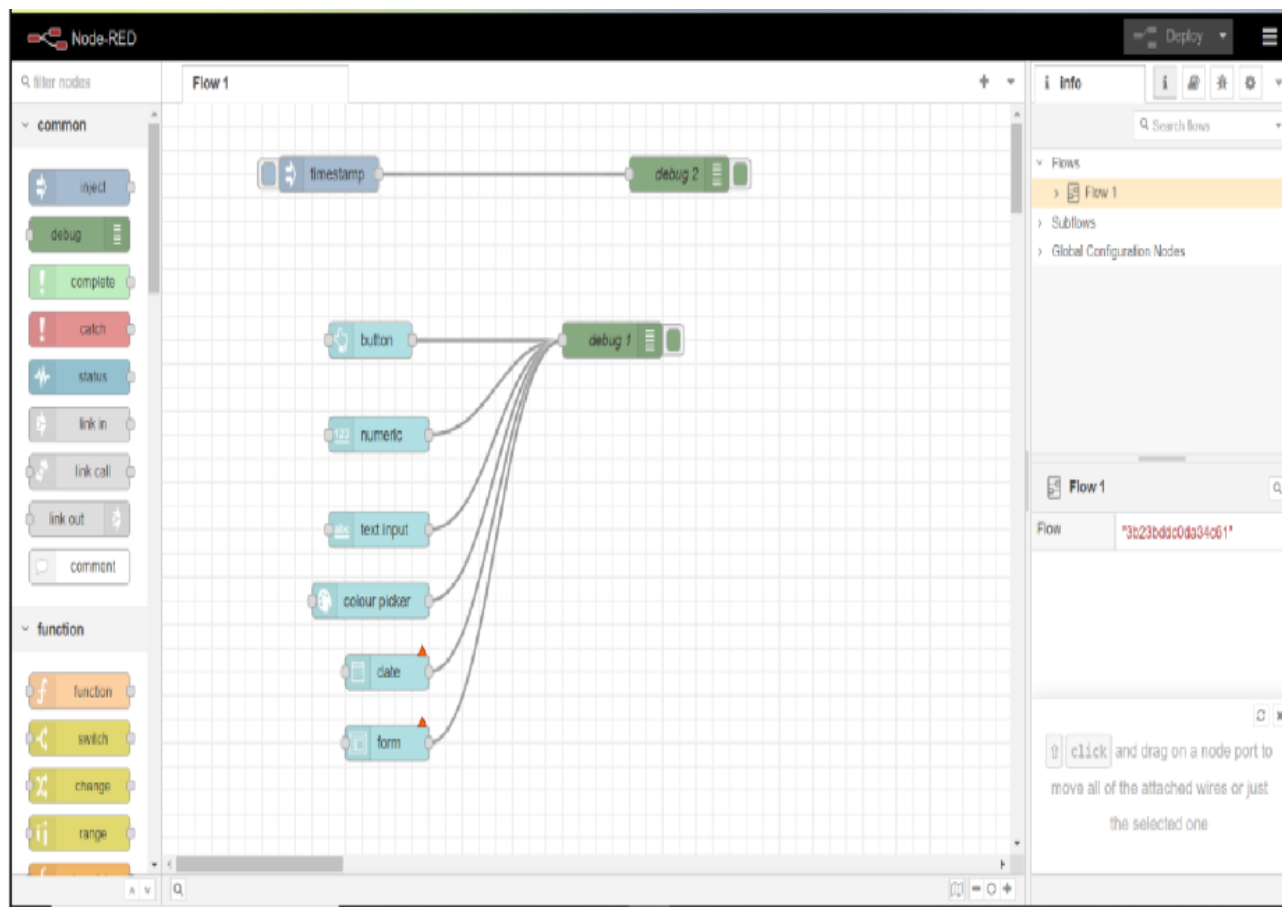 Node-RED
Deploy
filter nodes
Flow 1
info
i
common
Search flows
inject
timestamp
debug 2
Flows
Flow 1
debug
Subflows
Global Configuration Nodes
complete
catch
button
debug 1
status
link in
123
numeric
link call
Flow 1
link out
abc
text input
Flow
"3b23bddc0da34c61"
comment
colour picker
function
date
function
switch
form
click and drag on a node port to
change
move all of the attached wires or just
range
the selected one